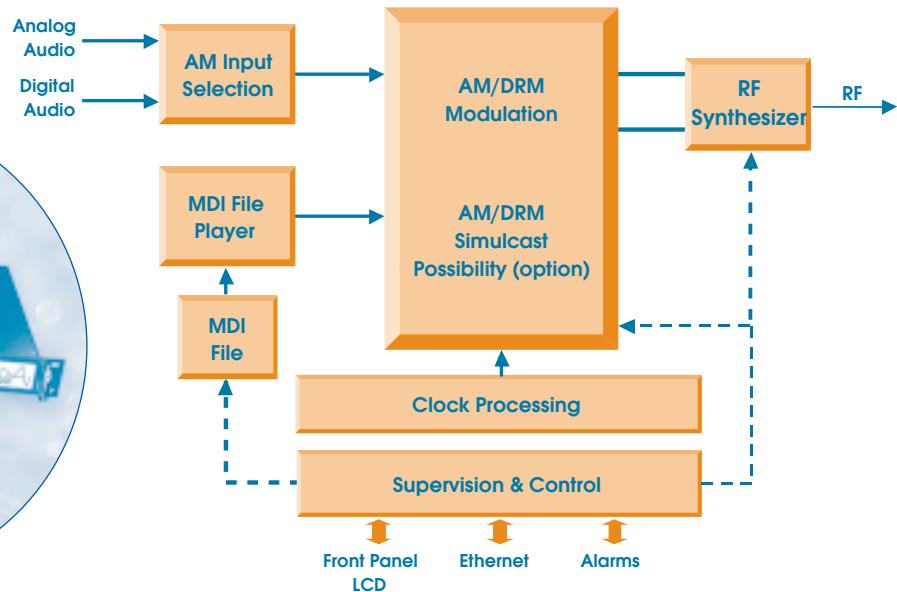 Analog
Audio
Digital
Audio
AM Input
Selection
AM/DRM
Modulation
RF
Synthesizer
RF
MDI File
Player
AM/DRM
Simulcast
Possibility (option)
MDI
File
Clock Processing
Supervision & Control
Front Panel
LCD
Ethernet
Alarms